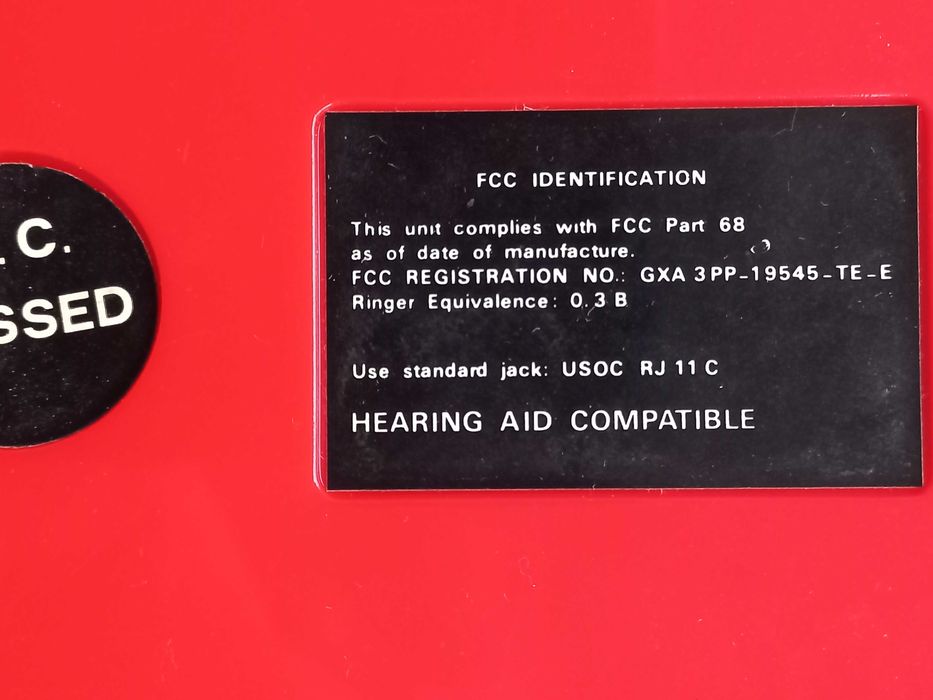 . C.
SSED
FCC IDENTIFICATION
This unit complies with FCC Part 68
as of date of manufacture.
FCC REGISTRATION NO.: GXA 3PP-19545-TE-E
Ringer Equivalence: 0.3 B
Use standard jack: USOC RJ 11 C
HEARING AID COMPATIBLE